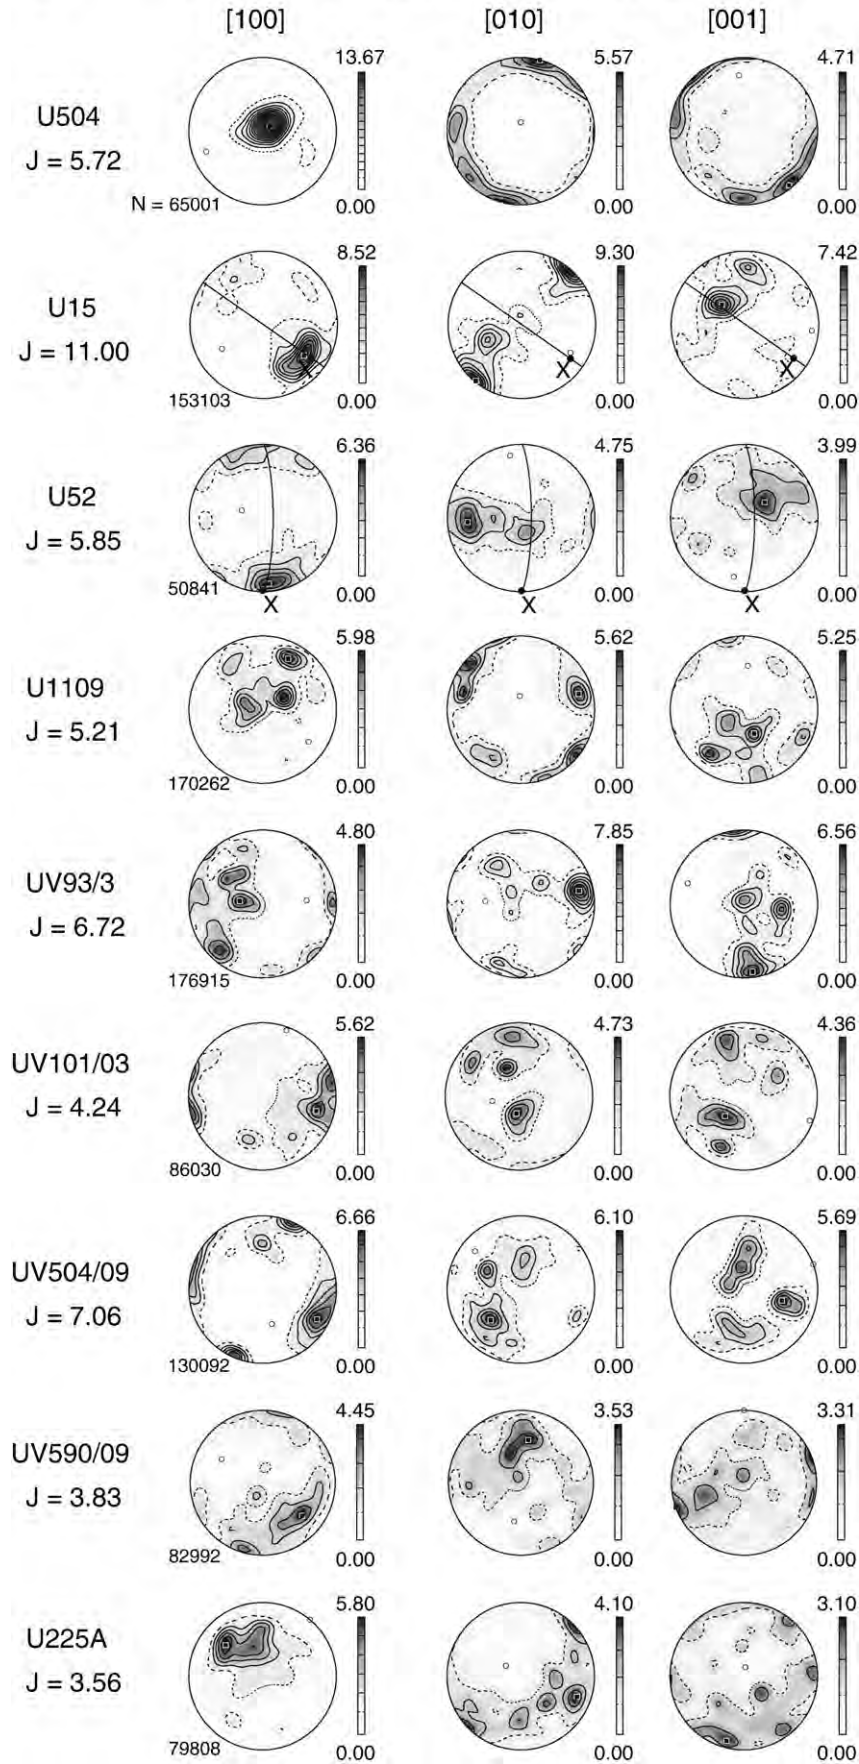 [100] [010] [001]
13.67 5.57 4.71
U504
J = 5.72
N = 65001 0.00 0.00 0.00
8.52 9.30 7.42
U15
J = 11.00
X X X
153103 0.00 0.00 0.00
6.36 4.75 3.99
U52
J = 5.85
50841 0.00 0.00 0.00
X X X
5.98 5.62 5.25
U1109
J = 5.21
170262 0.00 0.00 0.00
4.80 7.85 6.56
UV93/3
J = 6.72
176915 0.00 0.00 0.00
5.62 4.73 4.36
UV101/03
J = 4.24
86030 0.00 0.00 0.00
6.66 6.10 5.69
UV504/09
J = 7.06
130092 0.00 0.00 0.00
4.45 3.53 3.31
UV590/09
J = 3.83
82992 0.00 0.00 0.00
5.80 4.10 3.10
U225A
J = 3.56
79808 0.00 0.00 0.00